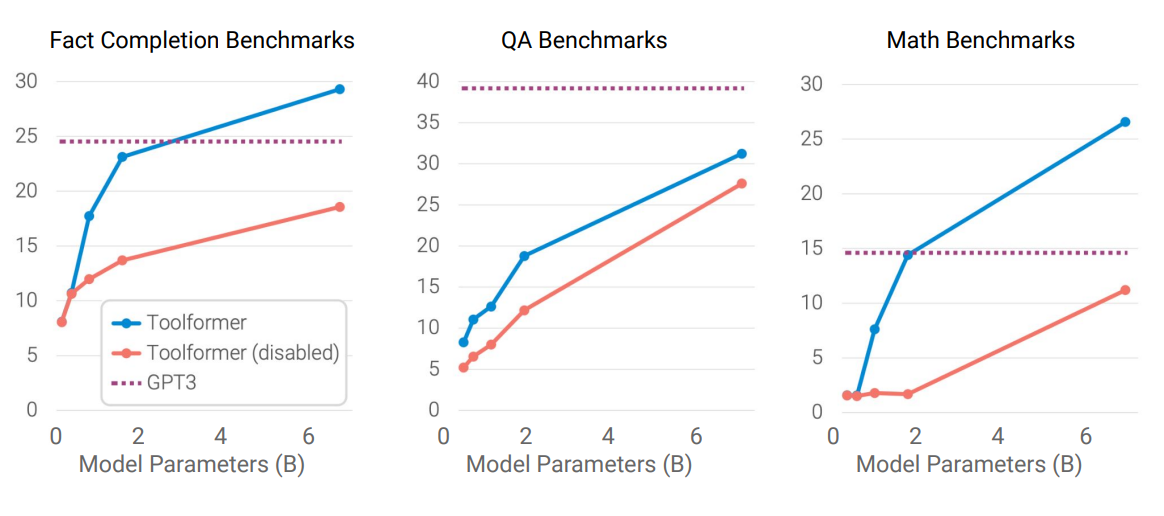 Fact Completion Benchmarks
30
25
20
15
10
5
0
0 2 4 6
Model Parameters (B)
Toolformer
Toolformer (disabled)
GPT3
QA Benchmarks
40
35
30
25
20
15
10
5
0
0 2 4 6
Model Parameters (B)
Math Benchmarks
30
25
20
15
10
5
0
0 2 4 6
Model Parameters (B)